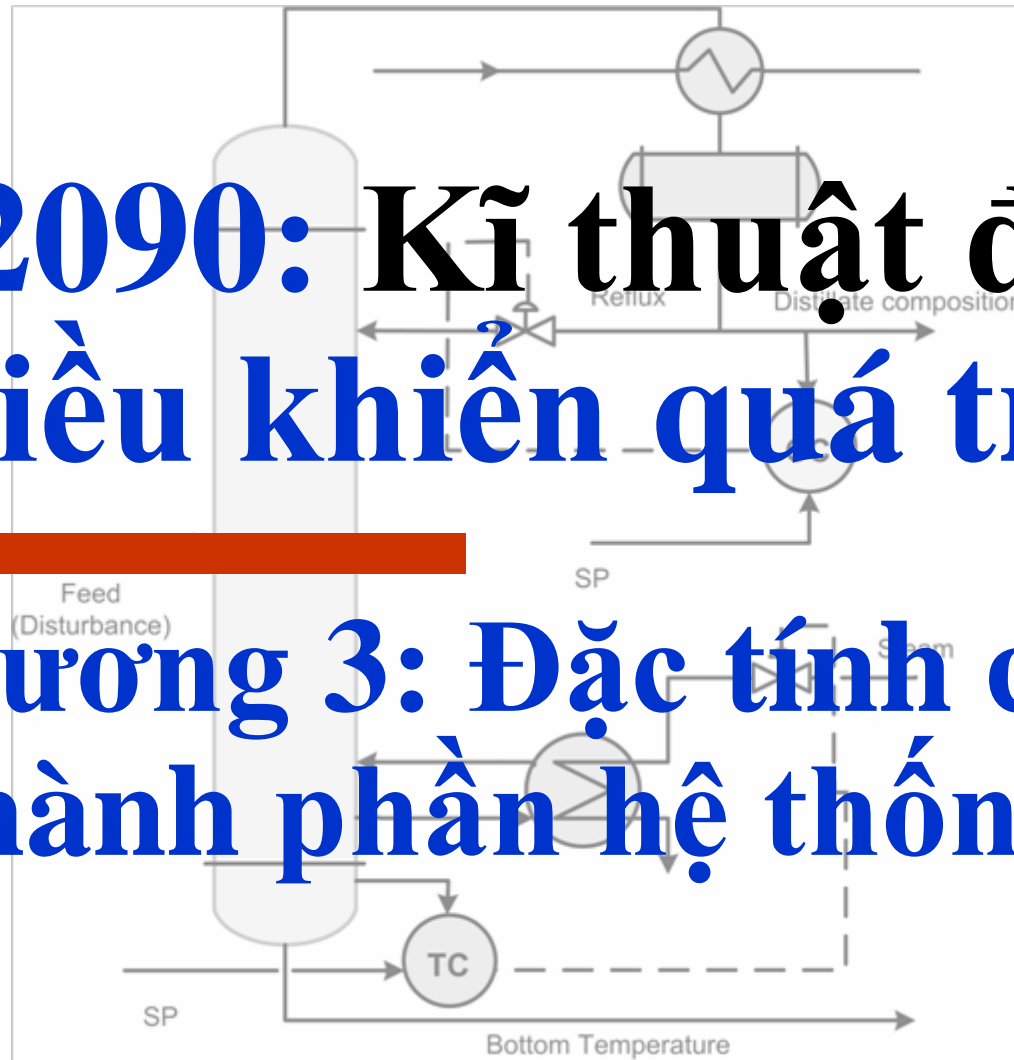 2090: Kĩ thuật đ
Reflux
Distillate composition
iều khiển quá tr
SP
Feed
(Disturbance)
ương 3: Đặc tính c
Steam
hành phần hệ thốn
TC
SP
Bottom Temperature